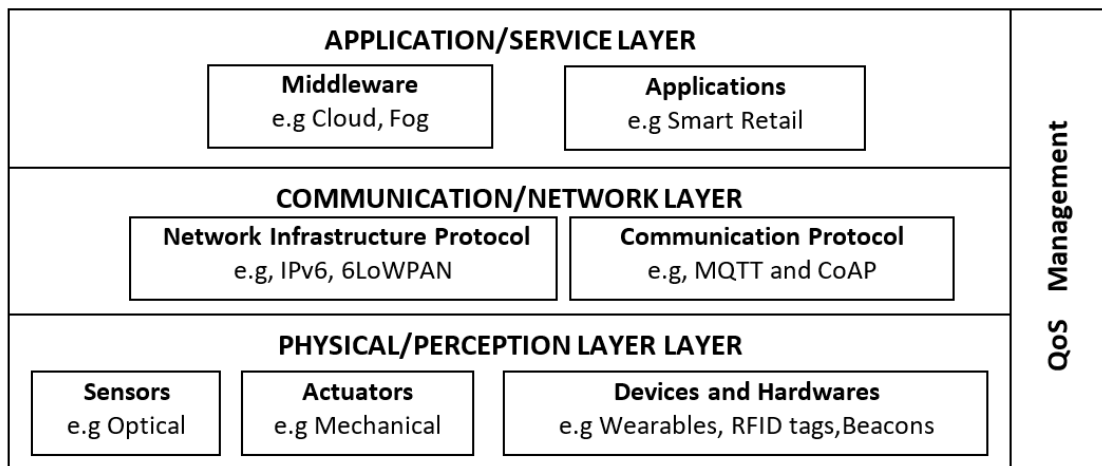 APPLICATION/SERVICE LAYER
Middleware
e.g Cloud, Fog
Applications
e.g Smart Retail
COMMUNICATION/NETWORK LAYER
Network Infrastructure Protocol
e.g, IPv6, 6LoWPAN
Communication Protocol
e.g, MQTT and CoAP
PHYSICAL/PERCEPTION LAYER LAYER
Sensors
e.g Optical
Actuators
e.g Mechanical
Devices and Hardwares
e.g Wearables, RFID tags,Beacons
QoS Management